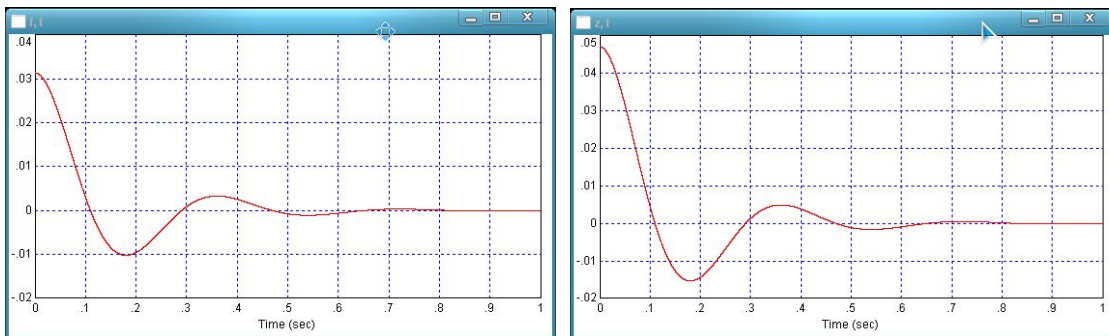 l, t
.04
.03
.02
.01
0
-.01
-.02
0 .1 .2 .3 .4 .5 .6 .7 .8 .9 1
Time (sec)
z, t
.05
.04
.03
.02
.01
0
-.01
-.02
0 .1 .2 .3 .4 .5 .6 .7 .8 .9 1
Time (sec)